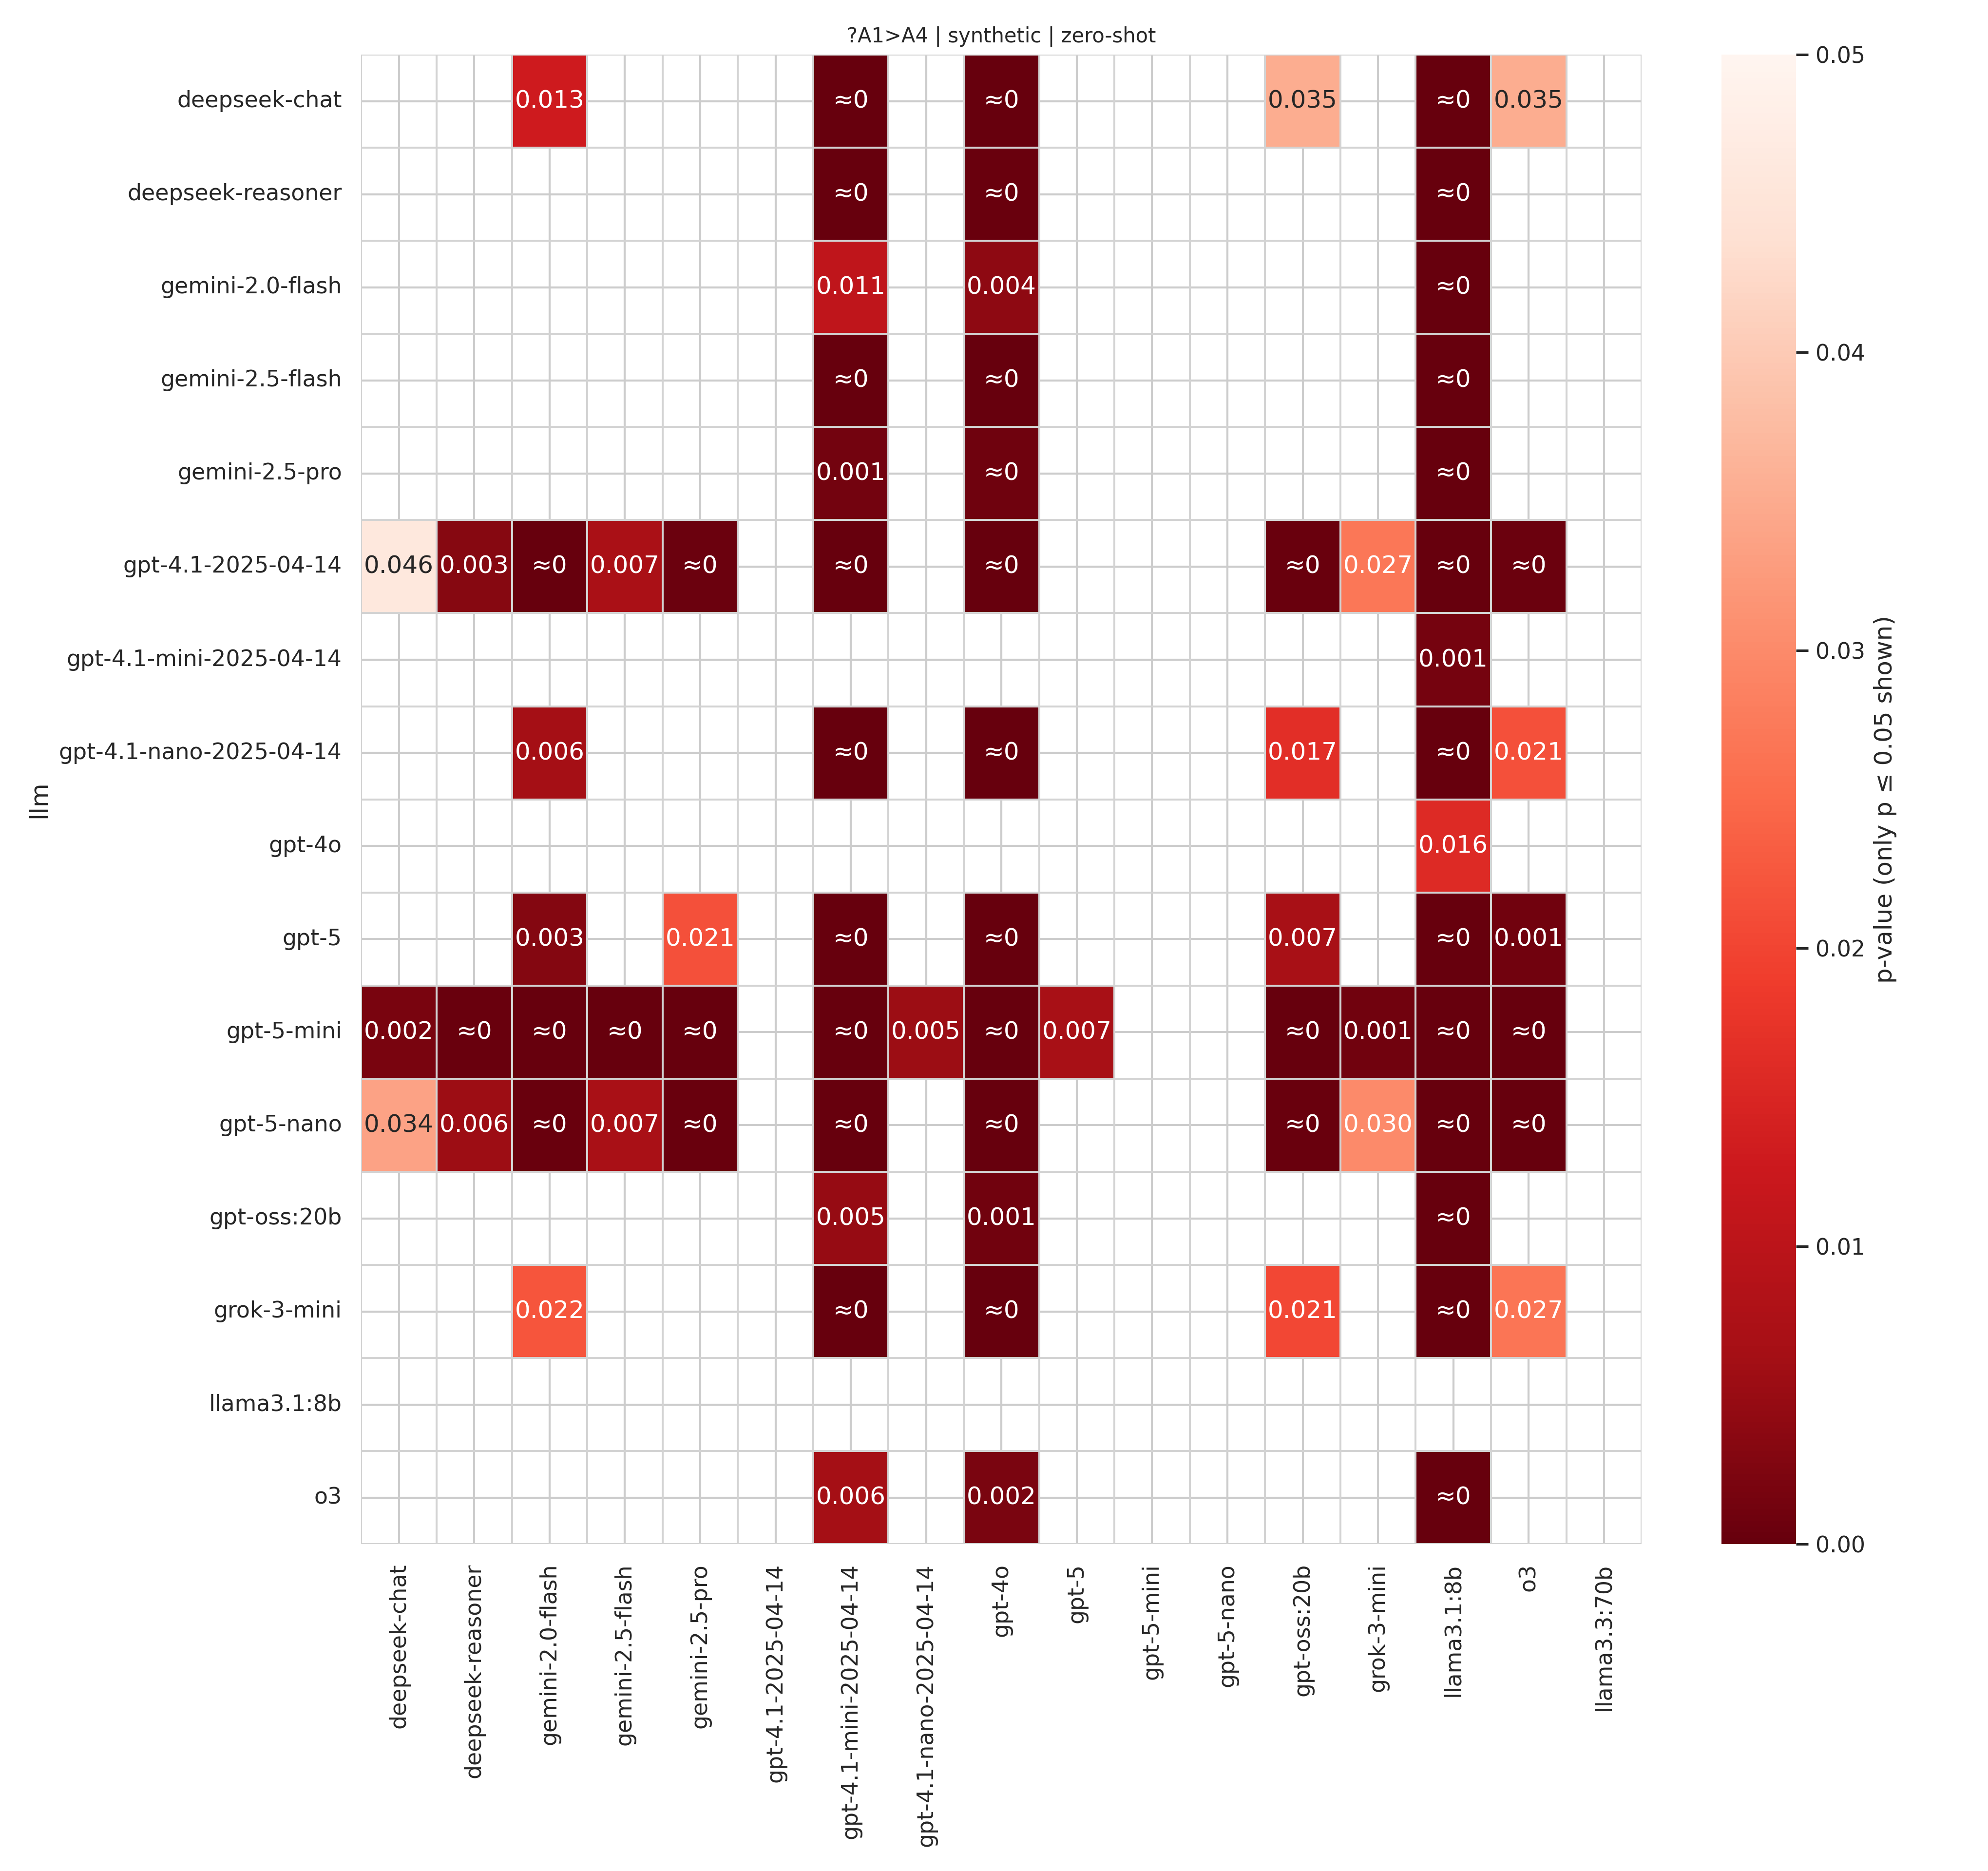 ?A1>A4 | synthetic | zero-shot
deepseek-chat 0.013 ≈0 ≈0 0.035 ≈0 0.035
deepseek-reasoner ≈0 ≈0 ≈0
gemini-2.0-flash 0.011 0.004 ≈0
gemini-2.5-flash ≈0 ≈0 ≈0
gemini-2.5-pro 0.001 ≈0 ≈0
gpt-4.1-2025-04-14 0.046 0.003 ≈0 0.007 ≈0 ≈0 ≈0 ≈0 0.027 ≈0 ≈0
gpt-4.1-mini-2025-04-14 0.001
gpt-4.1-nano-2025-04-14 0.006 ≈0 ≈0 0.017 ≈0 0.021
gpt-4o 0.016
gpt-5 0.003 0.021 ≈0 ≈0 0.007 ≈0 0.001
gpt-5-mini 0.002 ≈0 ≈0 ≈0 ≈0 ≈0 0.005 ≈0 0.007 ≈0 0.001 ≈0 ≈0
gpt-5-nano 0.034 0.006 ≈0 0.007 ≈0 ≈0 ≈0 ≈0 0.030 ≈0 ≈0
gpt-oss:20b 0.005 0.001 ≈0
grok-3-mini 0.022 ≈0 ≈0 0.021 ≈0 0.027
llama3.1:8b
o3 0.006 0.002 ≈0
llm
deepseek-chat
deepseek-reasoner
gemini-2.0-flash
gemini-2.5-flash
gemini-2.5-pro
gpt-4.1-2025-04-14
gpt-4.1-mini-2025-04-14
gpt-4.1-nano-2025-04-14
gpt-4o
gpt-5
gpt-5-mini
gpt-5-nano
gpt-oss:20b
grok-3-mini
llama3.1:8b
o3
llama3.3:70b
0.05
0.04
0.03
0.02
0.01
0.00
p-value (only p ≤ 0.05 shown)